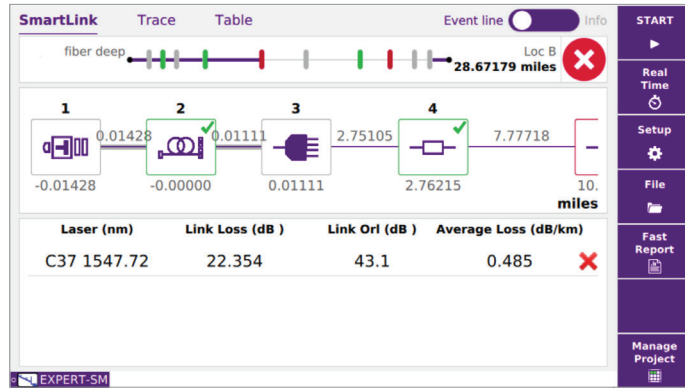 SmartLink Trace Table Event line Info
fiber deep
Loc B
28.67179 miles
1 2 3 4
0.01428 0.01111 2.75105 7.77718
-0.01428 -0.00000 0.01111 2.76215 10.
miles
Laser (nm) Link Loss (dB ) Link Orl (dB ) Average Loss (dB/km)
C37 1547.72 22.354 43.1 0.485
EXPERT-SM
START
Real
Time
Setup
File
Fast
Report
Manage
Project